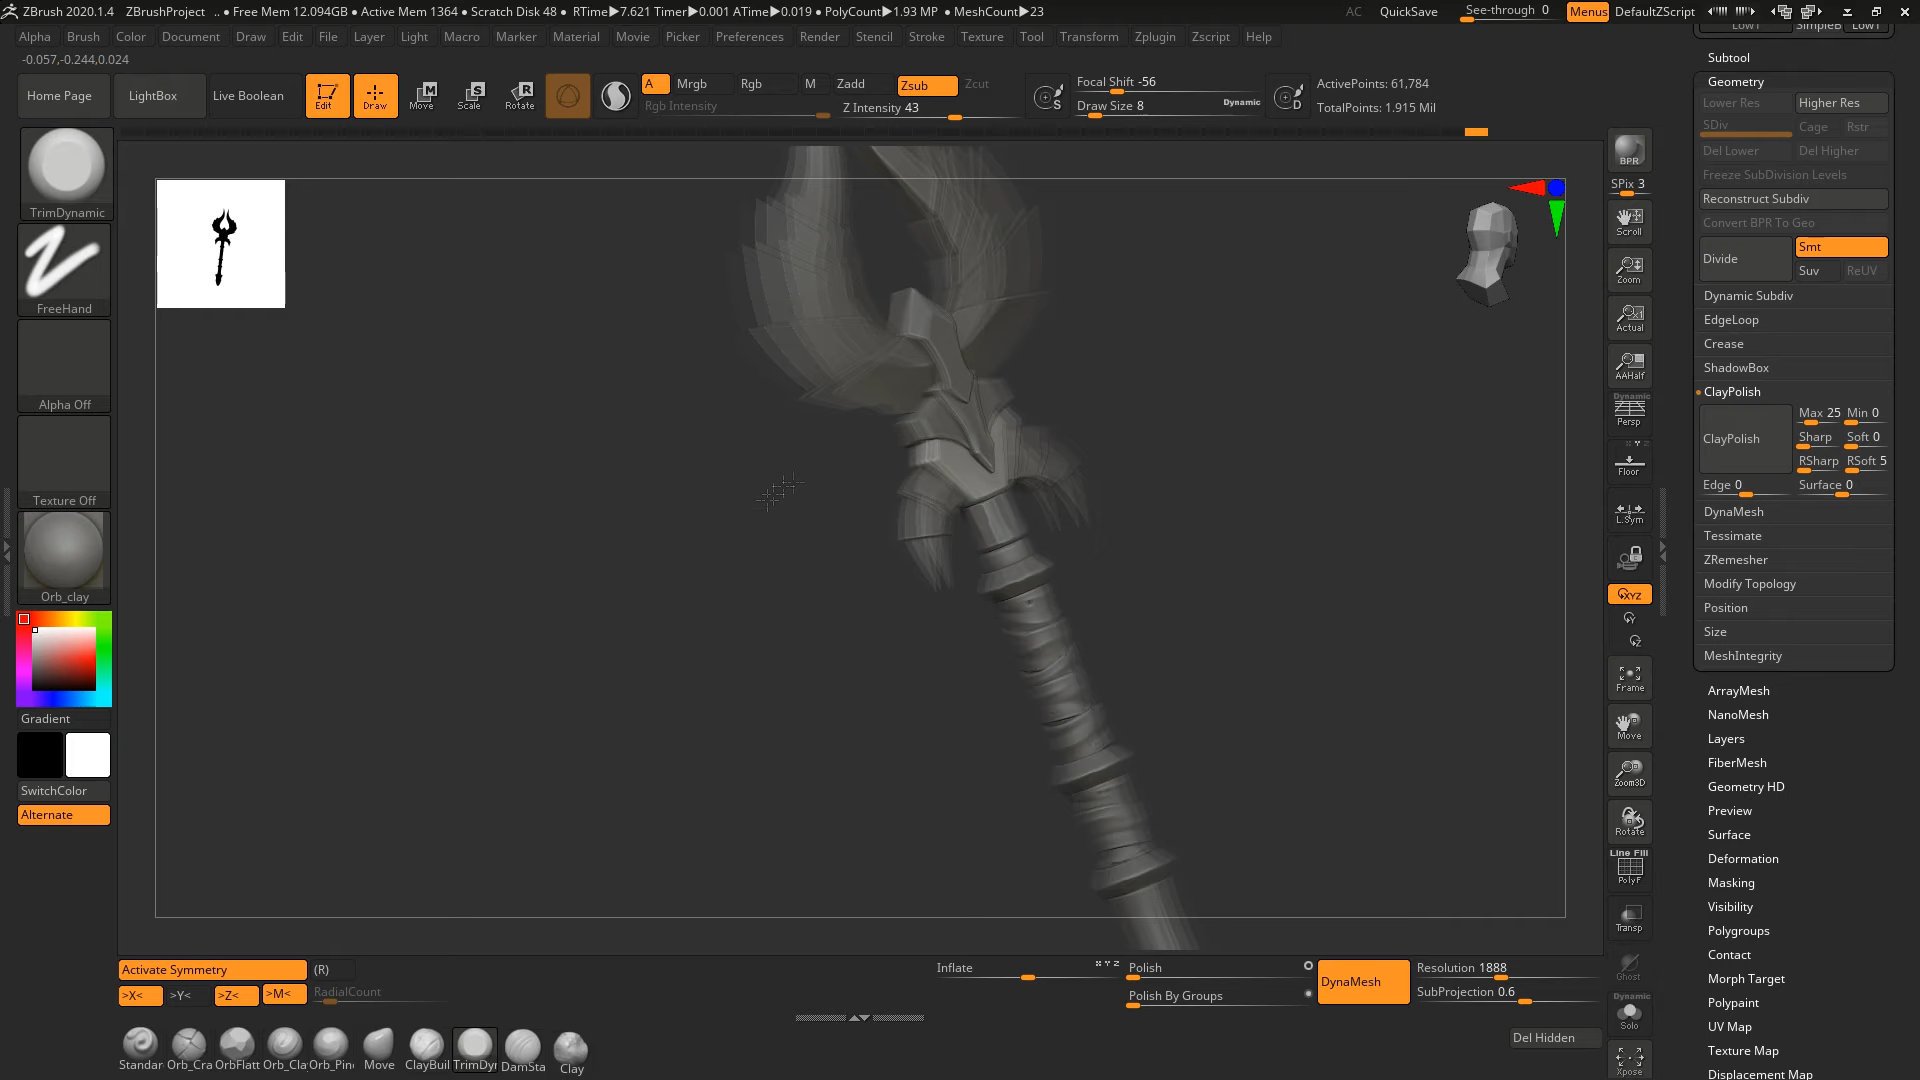 ZBrush 2020.1.4 ZBrushProject .. ● Free Mem 12.094GB ● Active Mem 1364 ● Scratch Disk 48 ● RTime▶7.621 Timer▶0.001 ATime▶0.019 ● PolyCount▶1.93 MP ● MeshCount▶23 AC QuickSave See-through 0 Menus DefaultZScript
Alpha Brush Color Document Draw Edit File Layer Light Macro Marker Material Movie Picker Preferences Render Stencil Stroke Texture Tool Transform Zplugin Zscript Help
-0.057,-0.244,0.024
Home Page LightBox Live Boolean Edit Draw Move Scale Rotate
A Mrgb Rgb M Zadd Zsub Zcut
Rgb Intensity Z Intensity 43
Focal Shift -56
Draw Size 8 Dynamic
ActivePoints: 61,784
TotalPoints: 1.915 Mil
TrimDynamic
FreeHand
Alpha Off
Texture Off
Orb_clay
Gradient
SwitchColor
Alternate
BPR
SPix 3
Scroll
Zoom
Actual
AAHalf
Dynamic
Persp
Floor
L.Sym
XYZ
Frame
Move
Zoom3D
Rotate
Line Fill
PolyF
Transp
Ghost
Dynamic
Solo
Xpose
Subtool
Geometry
Lower Res Higher Res
SDiv Cage Rstr
Del Lower Del Higher
Freeze SubDivision Levels
Reconstruct Subdiv
Convert BPR To Geo
Divide Smt
Suv ReUV
Dynamic Subdiv
EdgeLoop
Crease
ShadowBox
ClayPolish
ClayPolish Max 25 Min 0
Sharp Soft 0
RSharp RSoft 5
Edge 0 Surface 0
DynaMesh
Tessimate
ZRemesher
Modify Topology
Position
Size
MeshIntegrity
ArrayMesh
NanoMesh
Layers
FiberMesh
Geometry HD
Preview
Surface
Deformation
Masking
Visibility
Polygroups
Contact
Morph Target
Polypaint
UV Map
Texture Map
Displacement Map
Activate Symmetry (R)
>X< >Y< >Z< >M< RadialCount
Inflate Polish
Polish By Groups
DynaMesh Resolution 1888
SubProjection 0.6
Del Hidden
Standar Orb_Cra OrbFlatt Orb_Cla Orb_Pin Move ClayBuil TrimDyn DamSta Clay